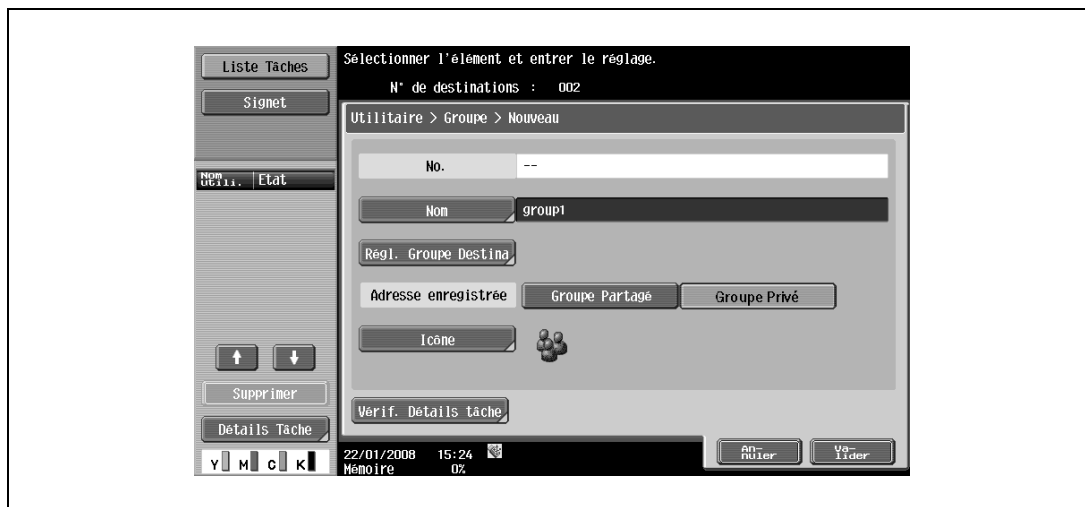 Liste Tâches
Signet
Nom
utili.
Etat
Supprimer
Détails Tâche
Y M C K
Sélectionner l'élément et entrer le réglage.
N° de destinations : 002
Utilitaire > Groupe > Nouveau
No. --
Nom group1
Régl. Groupe Destina
Adresse enregistrée Groupe Partagé Groupe Privé
Icône
Vérif. Détails tâche
22/01/2008 15:24
Mémoire 0%
An-
nuler
Va-
lider